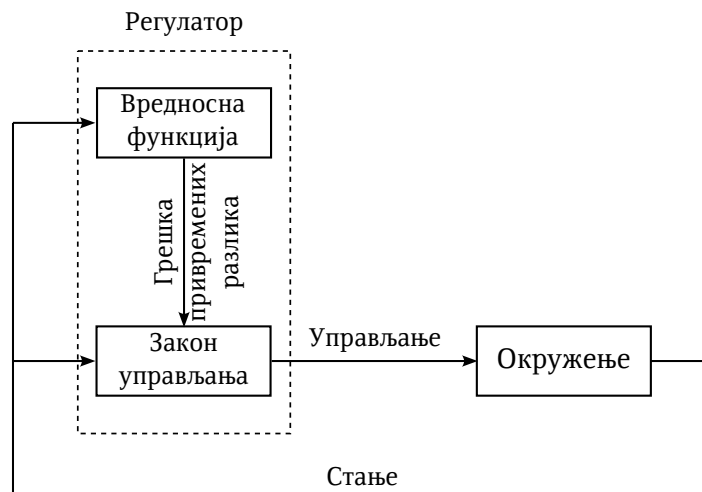 Регулатор
Вредносна
функција
Грешка
привремених
разлика
Закон
управљања
Управљање
Окружење
Стање